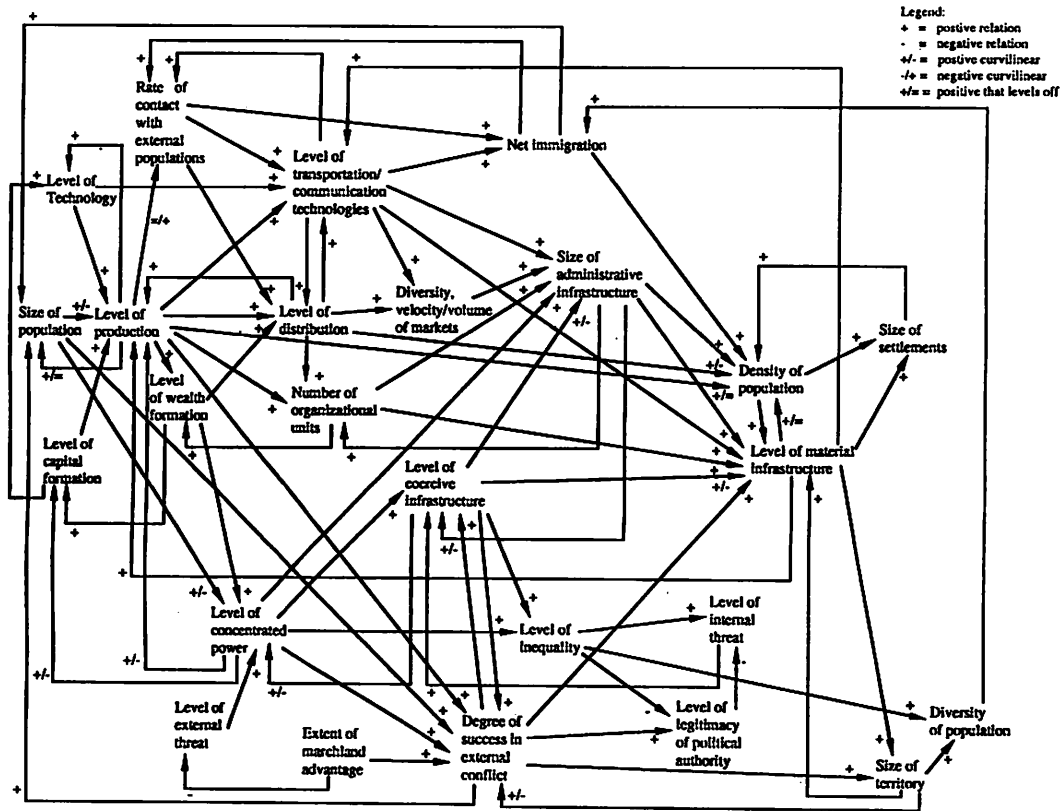 Legend:
+ = postive relation
- = negative relation
+/- = postive curvilinear
-/+ = negative curvilinear
+/= = positive that levels off
Rate of
contact
with
external
populations
Net immigration
Level of
transportation/
communication
technologies
Level of
Technology
=/+
Size of
administrative
infrastructure
Diversity,
velocity/volume
of markets
Size of
population
+/-
Level of
production
Level of
distribution
Size of
settlements
+/=
+/-
+/-
+/=
Density of
population
Level
of wealth
formation
Number of
organizational
units
+/=
Level of
capital
formation
Level of
coercive
infrastructure
Level of material
infrastructure
+/-
+/-
+/-
Level of
concentrated
power
Level of
inequality
Level of
internal
threat
+/-
+/-
+/-
Level of
external
threat
Extent of
marchland
advantage
Degree of
success in
external
conflict
Level of
legitimacy
of political
authority
Diversity
of population
Size of
territory
+/-